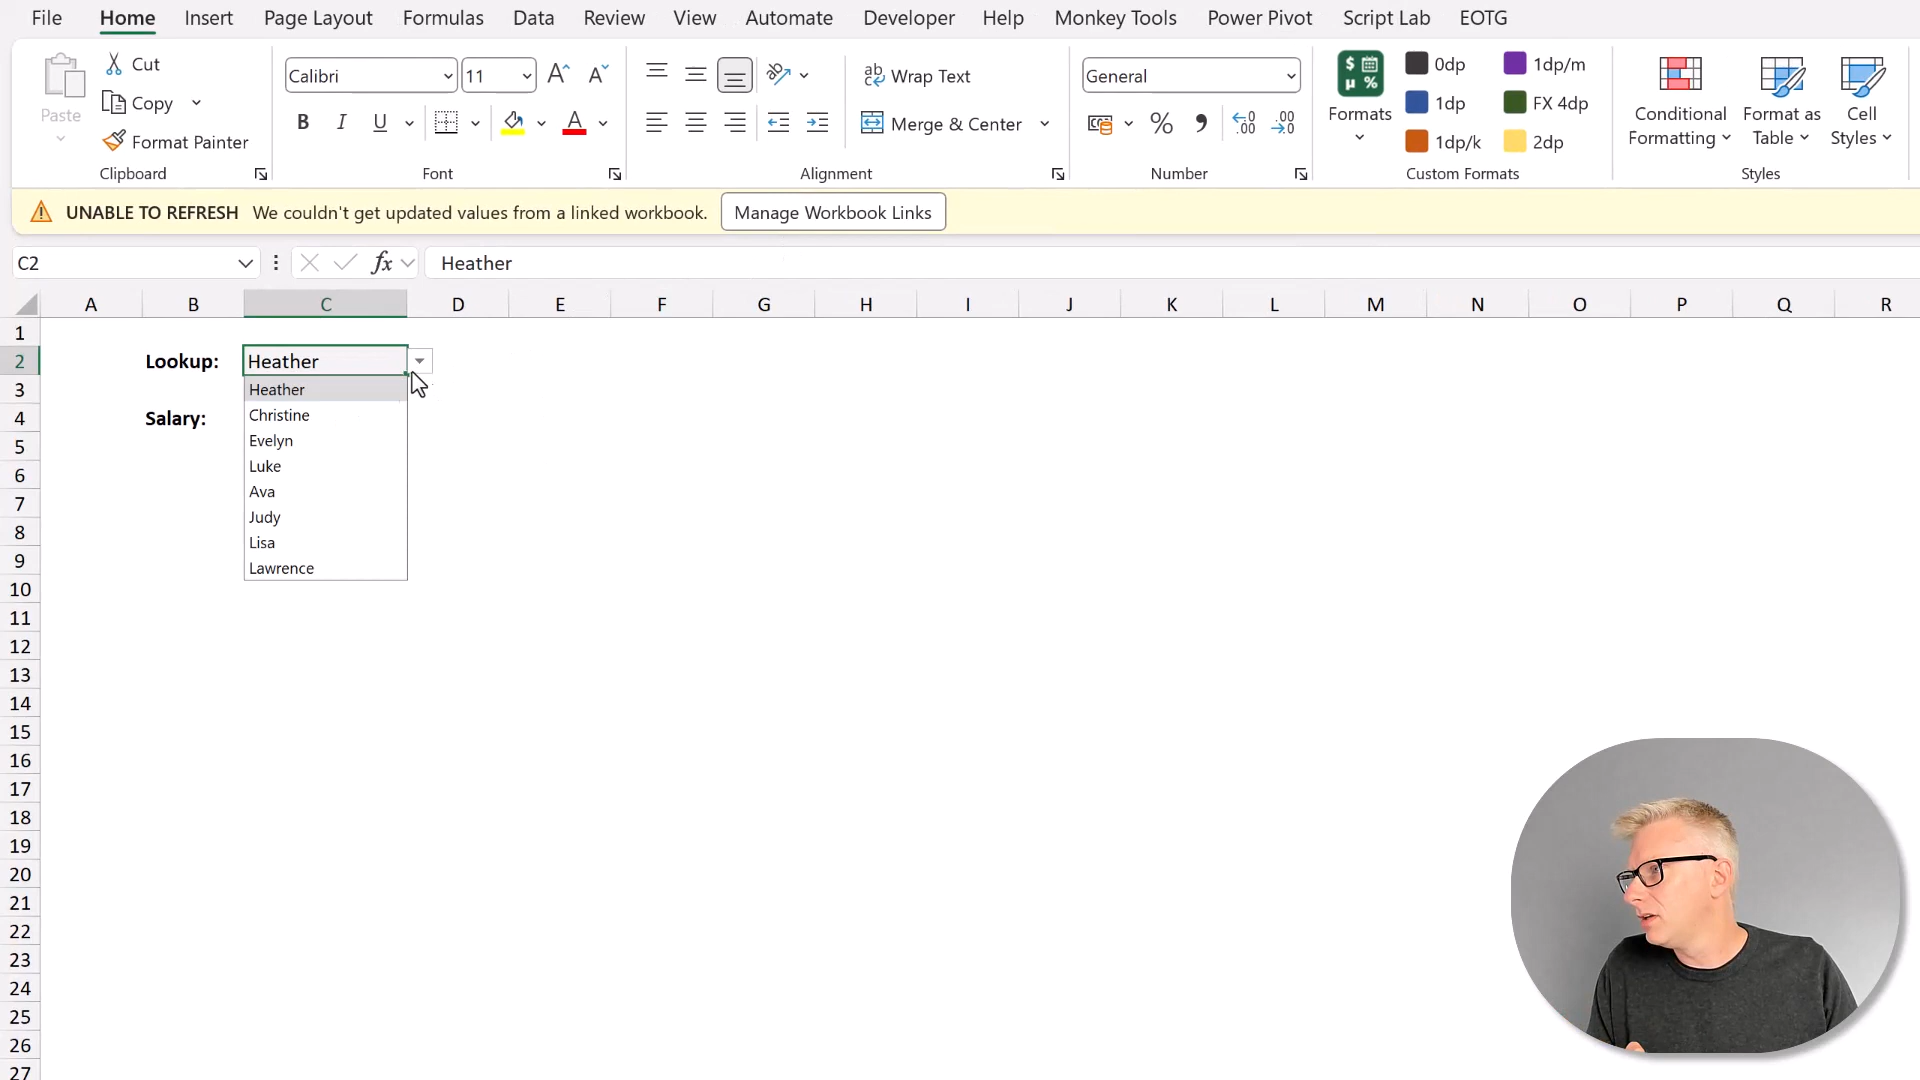 File Home Insert Page Layout Formulas Data Review View Automate Developer Help Monkey Tools Power Pivot Script Lab EOTG
Paste
Cut
Copy
Format Painter
Clipboard
Calibri 11
B I U
Font
Wrap Text
Merge & Center
Alignment
General
Number
Formats
0dp 1dp/m
1dp FX 4dp
1dp/k 2dp
Custom Formats
Conditional Formatting
Format as Table
Cell Styles
Styles
UNABLE TO REFRESH We couldn't get updated values from a linked workbook. Manage Workbook Links
C2 fx Heather
A B C D E F G H I J K L M N O P Q R
1
2 Lookup: Heather
3 Heather
Christine
4 Salary:
Evelyn
5
Luke
6
Ava
7
Judy
8
Lisa
9
Lawrence
10
11
12
13
14
15
16
17
18
19
20
21
22
23
24
25
26
27